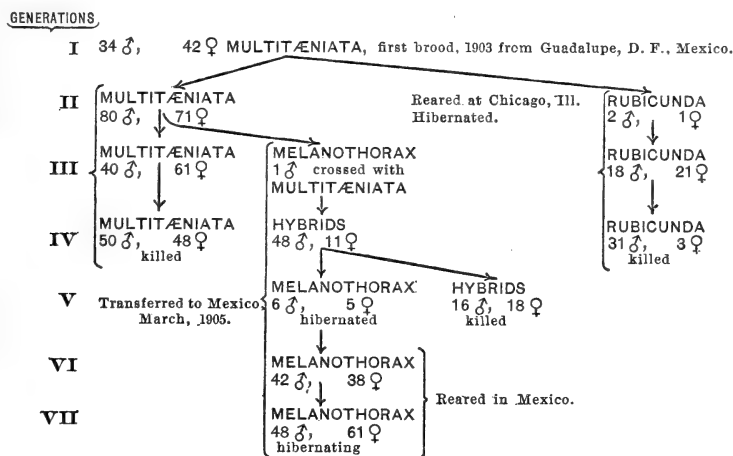 GENERATIONS
I 34 ♂, 42 ♀ MULTITÆNIATA, first brood, 1903 from Guadalupe, D. F., Mexico.
II MULTITÆNIATA Reared at Chicago, Ill. RUBICUNDA
80 ♂, 71 ♀ Hibernated. 2 ♂, 1 ♀
III MULTITÆNIATA MELANOTHORAX RUBICUNDA
40 ♂, 61 ♀ 1 ♂ crossed with 18 ♂, 21 ♀
MULTITÆNIATA
IV MULTITÆNIATA HYBRIDS RUBICUNDA
50 ♂, 48 ♀ 48 ♂, 11 ♀ 31 ♂, 3 ♀
killed killed
V MELANOTHORAX HYBRIDS
Transferred to Mexico 6 ♂, 5 ♀ 16 ♂, 18 ♀
March, 1905. hibernated killed
VI MELANOTHORAX
42 ♂, 38 ♀ Reared in Mexico.
VII MELANOTHORAX
48 ♂, 61 ♀
hibernating